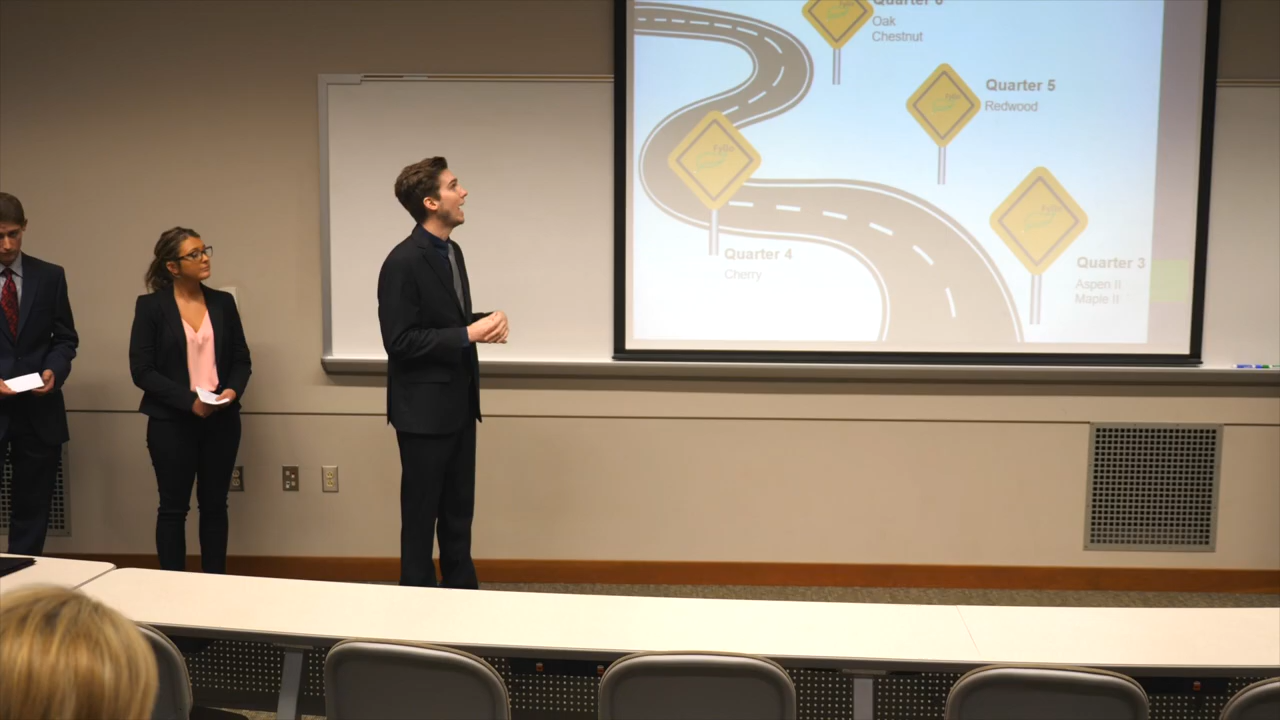 Quarter 6
Oak
Chestnut
Quarter 5
Redwood
Quarter 4
Cherry
Quarter 3
Aspen II
Maple II